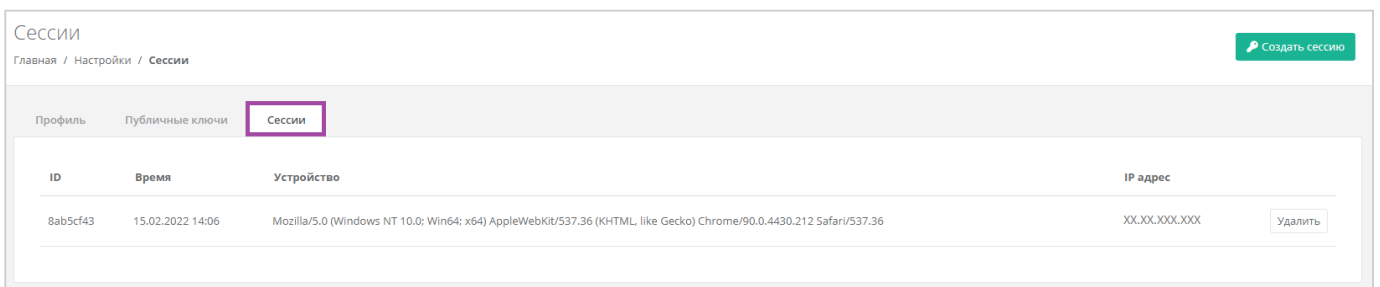 Сессии
Создать сессию
Главная / Настройки / Сессии
Профиль Публичные ключи Сессии
ID Время Устройство IP адрес
8ab5cf43 15.02.2022 14:06 Mozilla/5.0 (Windows NT 10.0; Win64; x64) AppleWebKit/537.36 (KHTML, like Gecko) Chrome/90.0.4430.212 Safari/537.36 XX.XX.XXX.XXX Удалить